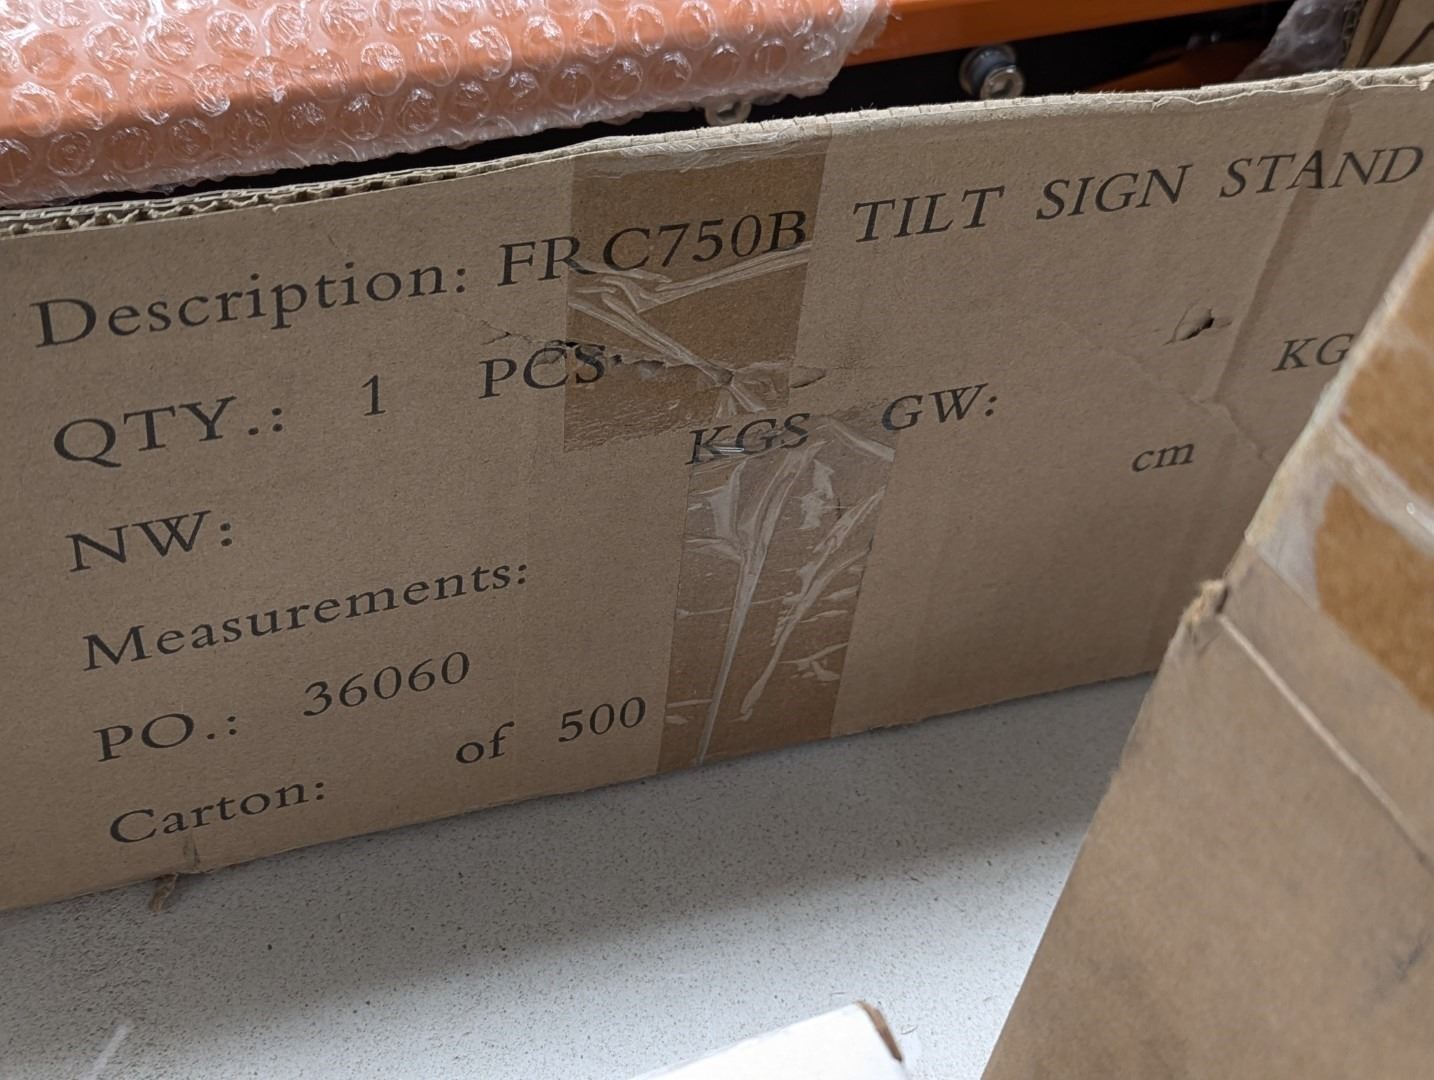 Description: FRC750B TILT SIGN STAND
QTY.: 1 PCS
NW: KGS GW: KG
Measurements: cm
PO.: 36060
Carton: of 500